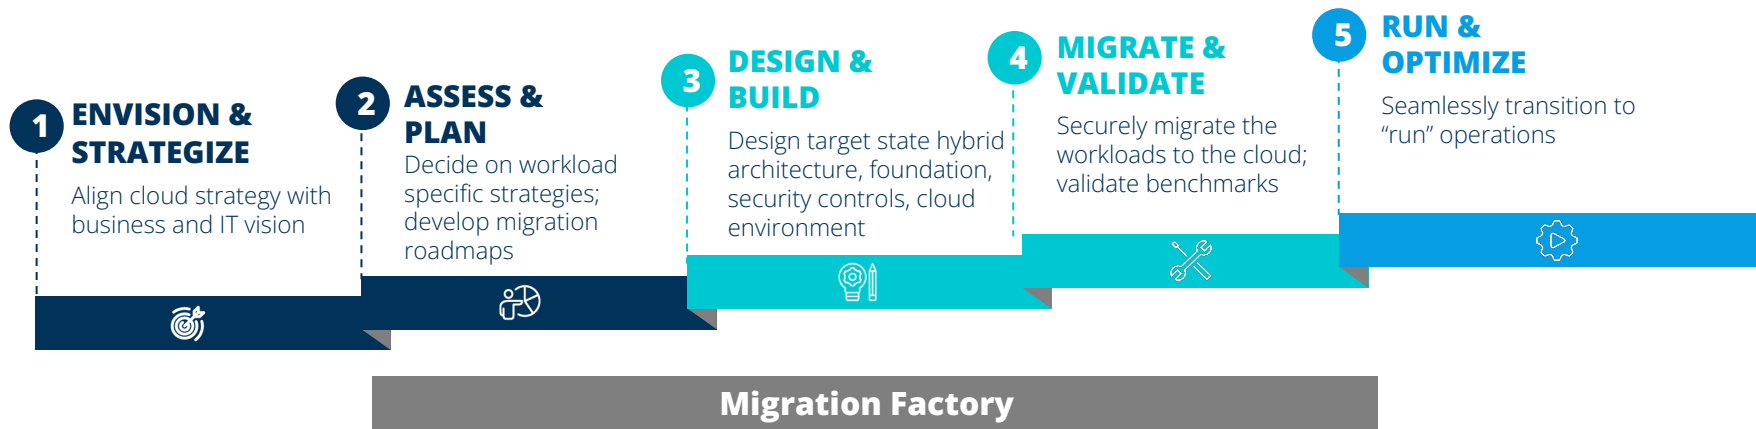 1
ENVISION &
STRATEGIZE
Align cloud strategy with
business and IT vision
2
ASSESS &
PLAN
Decide on workload
specific strategies;
develop migration
roadmaps
3
DESIGN &
BUILD
Design target state hybrid
architecture, foundation,
security controls, cloud
environment
4
MIGRATE &
VALIDATE
Securely migrate the
workloads to the cloud;
validate benchmarks
5
RUN &
OPTIMIZE
Seamlessly transition to
“run” operations
Migration Factory